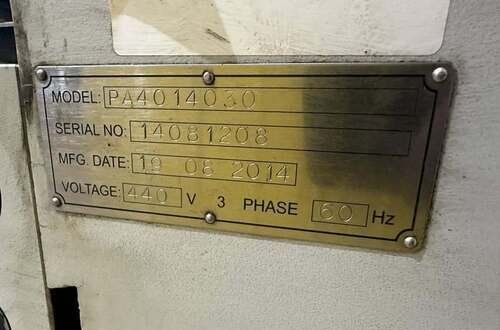 MODEL: PA4014030
SERIAL NO: 14081208
MFG. DATE: 19 08 2014
VOLTAGE: 440 V 3 PHASE 60 Hz